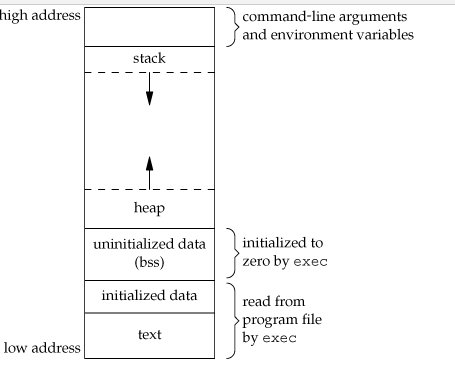 high address
command-line arguments
and environment variables
stack
heap
uninitialized data
(bss)
initialized to
zero by exec
initialized data
read from
program file
by exec
text
low address